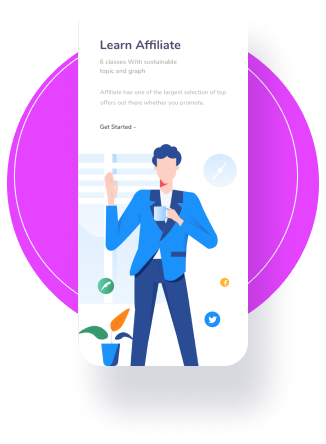 Learn Affiliate
6 classes With sustainable
topic and graph
Affiliate has one of the largest selection of top
offers out there whether you promote.
Get Started -